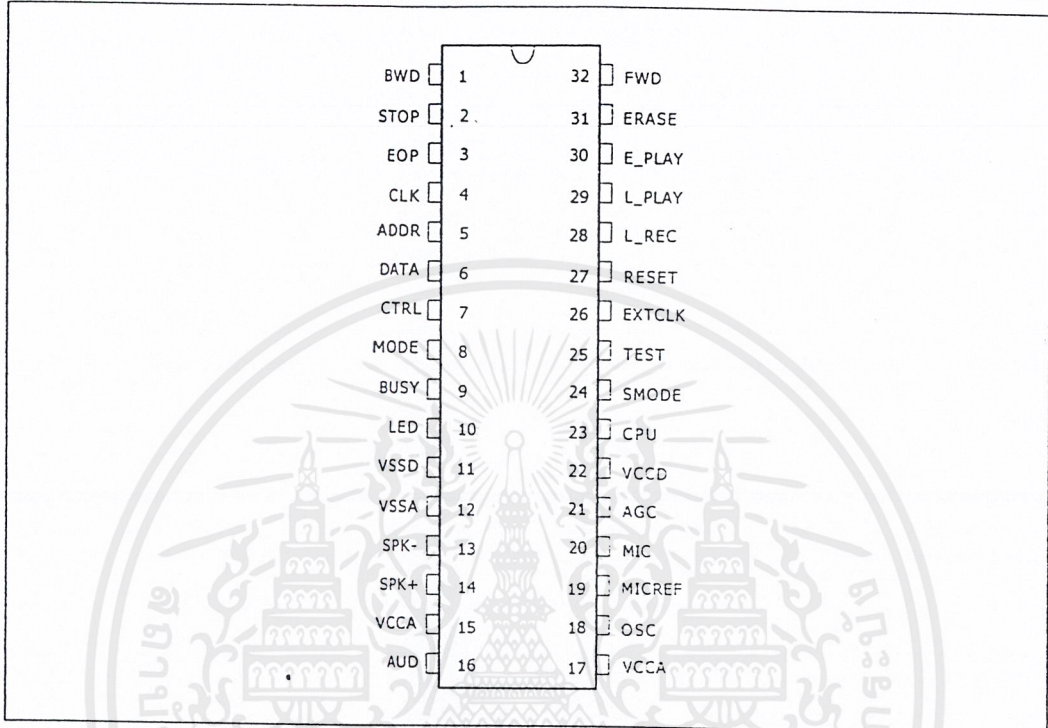 BWD 1 32 FWD
STOP 2 31 ERASE
EOP 3 30 E_PLAY
CLK 4 29 L_PLAY
ADDR 5 28 L_REC
DATA 6 27 RESET
CTRL 7 26 EXTCLK
MODE 8 25 TEST
BUSY 9 24 SMODE
LED 10 23 CPU
VSSD 11 22 VCCD
VSSA 12 21 AGC
SPK- 13 20 MIC
SPK+ 14 19 MICREF
VCCA 15 18 OSC
AUD 16 17 VCCA